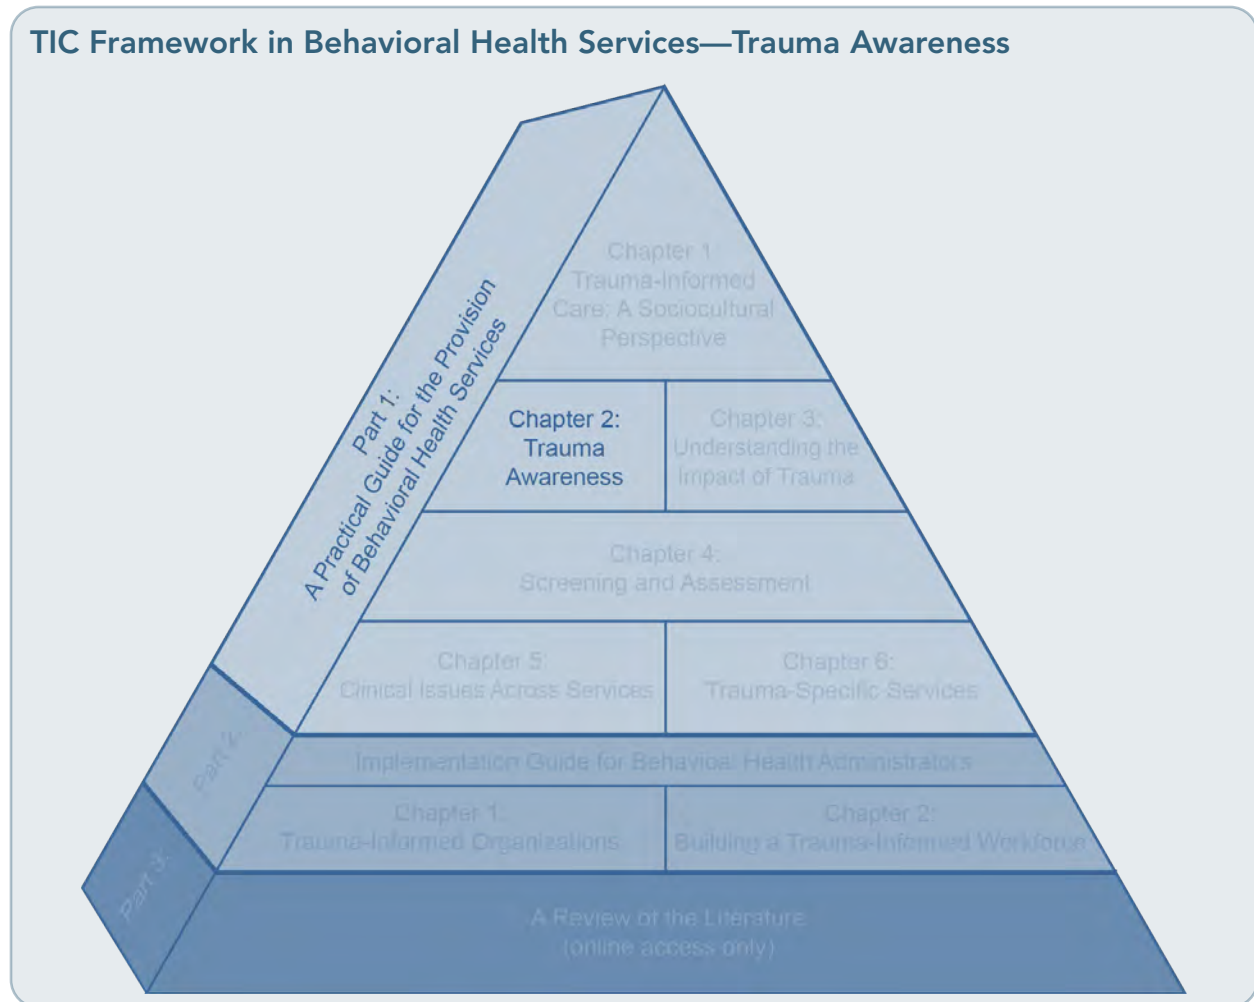 TIC Framework in Behavioral Health Services—Trauma Awareness
Part 1:
A Practical Guide for the Provision
of Behavioral Health Services
Chapter 1
Trauma-Informed
Care: A Sociocultural
Perspective
Chapter 2:
Trauma
Awareness
Chapter 3:
Understanding the
Impact of Trauma
Chapter 4:
Screening and Assessment
Chapter 5:
Clinical Issues Across Services
Chapter 6:
Trauma-Specific Services
Part 2:
Implementation Guide for Behavioral Health Administrators
Chapter 1:
Trauma-Informed Organizations
Chapter 2:
Building a Trauma-Informed Workforce
Part 3:
A Review of the Literature
(online access only)